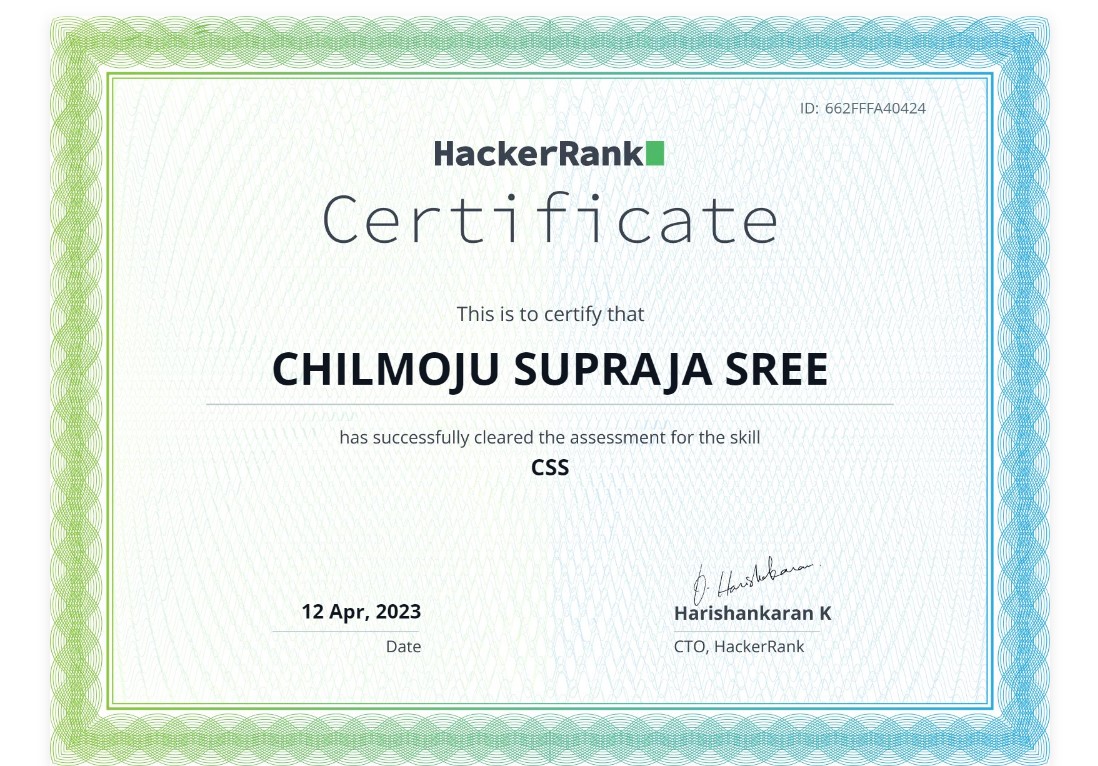 ID: 662FFFA40424
HackerRank
Certificate
This is to certify that
CHILMOJU SUPRAJA SREE
has successfully cleared the assessment for the skill
CSS
12 Apr, 2023
Date
O. Harishankaran
Harishankaran K
CTO, HackerRank